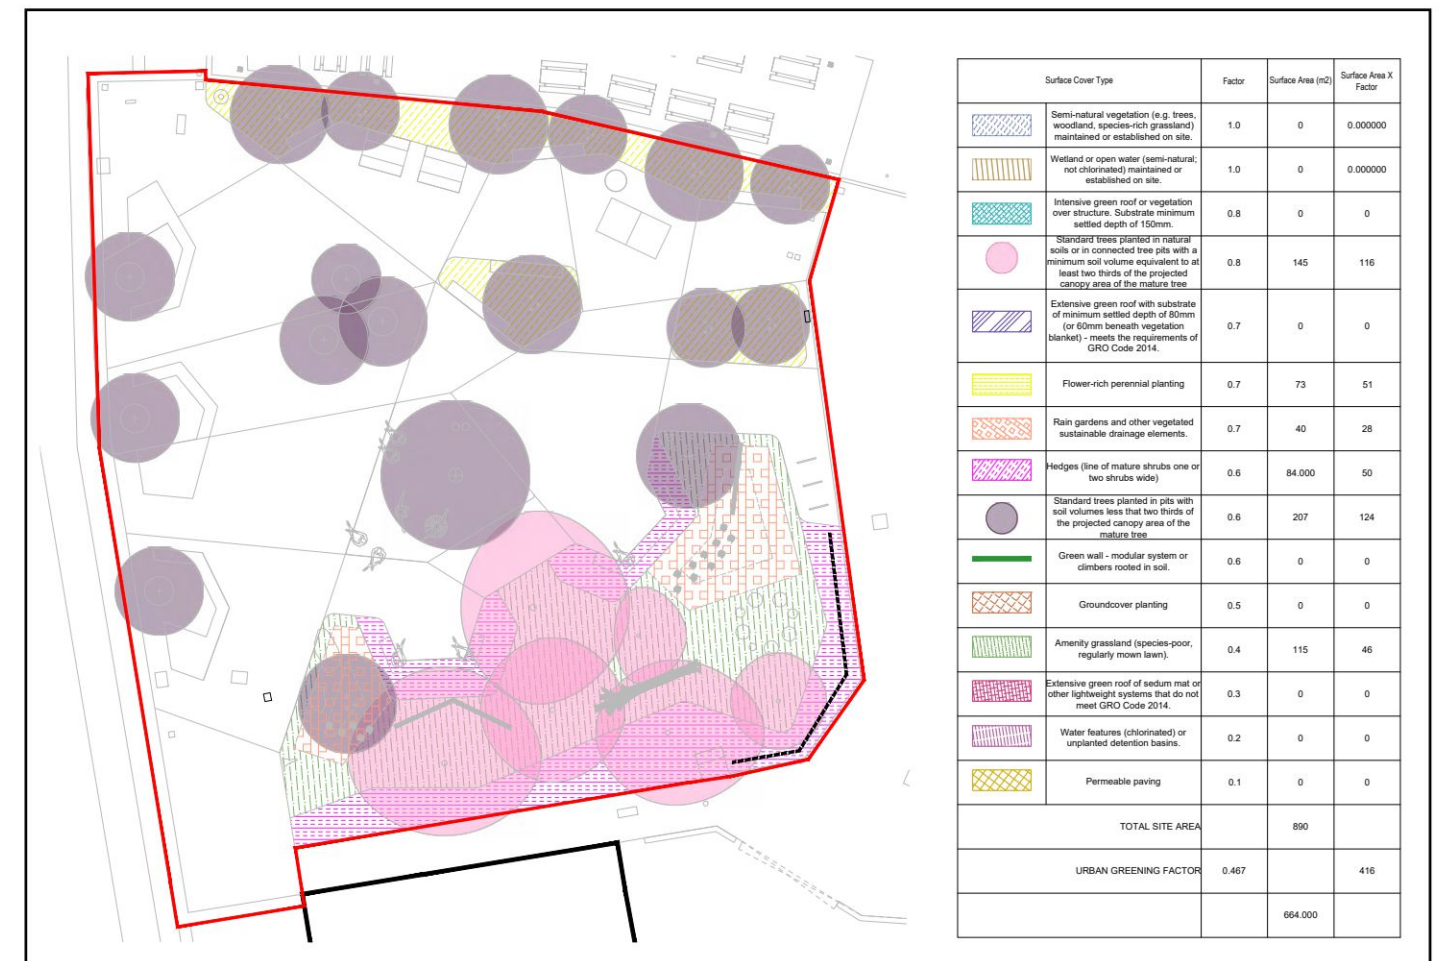 Surface Cover Type
Factor
Surface Area (m2)
Surface Area X
Factor
Semi-natural vegetation (e.g. trees,
woodland, species-rich grassland)
maintained or established on site.
1.0
0
0.000000
Wetland or open water (semi-natural;
not chlorinated) maintained or
established on site.
1.0
0
0.000000
Intensive green roof or vegetation
over structure. Substrate minimum
settled depth of 150mm.
0.8
0
0
Standard trees planted in natural
soils or in connected tree pits with a
minimum soil volume equivalent to at
least two thirds of the projected
canopy area of the mature tree
0.8
145
116
Extensive green roof with substrate
of minimum settled depth of 80mm
(or 60mm beneath vegetation
blanket) - meets the requirements of
GRO Code 2014.
0.7
0
0
Flower-rich perennial planting
0.7
73
51
Rain gardens and other vegetated
sustainable drainage elements.
0.7
40
28
Hedges (line of mature shrubs one or
two shrubs wide)
0.6
84.000
50
Standard trees planted in pits with
soil volumes less that two thirds of
the projected canopy area of the
mature tree
0.6
207
124
Green wall - modular system or
climbers rooted in soil.
0.6
0
0
Groundcover planting
0.5
0
0
Amenity grassland (species-poor,
regularly mown lawn).
0.4
115
46
Extensive green roof of sedum mat or
other lightweight systems that do not
meet GRO Code 2014.
0.3
0
0
Water features (chlorinated) or
unplanted detention basins.
0.2
0
0
Permeable paving
0.1
0
0
TOTAL SITE AREA
890
URBAN GREENING FACTOR
0.467
416
664.000